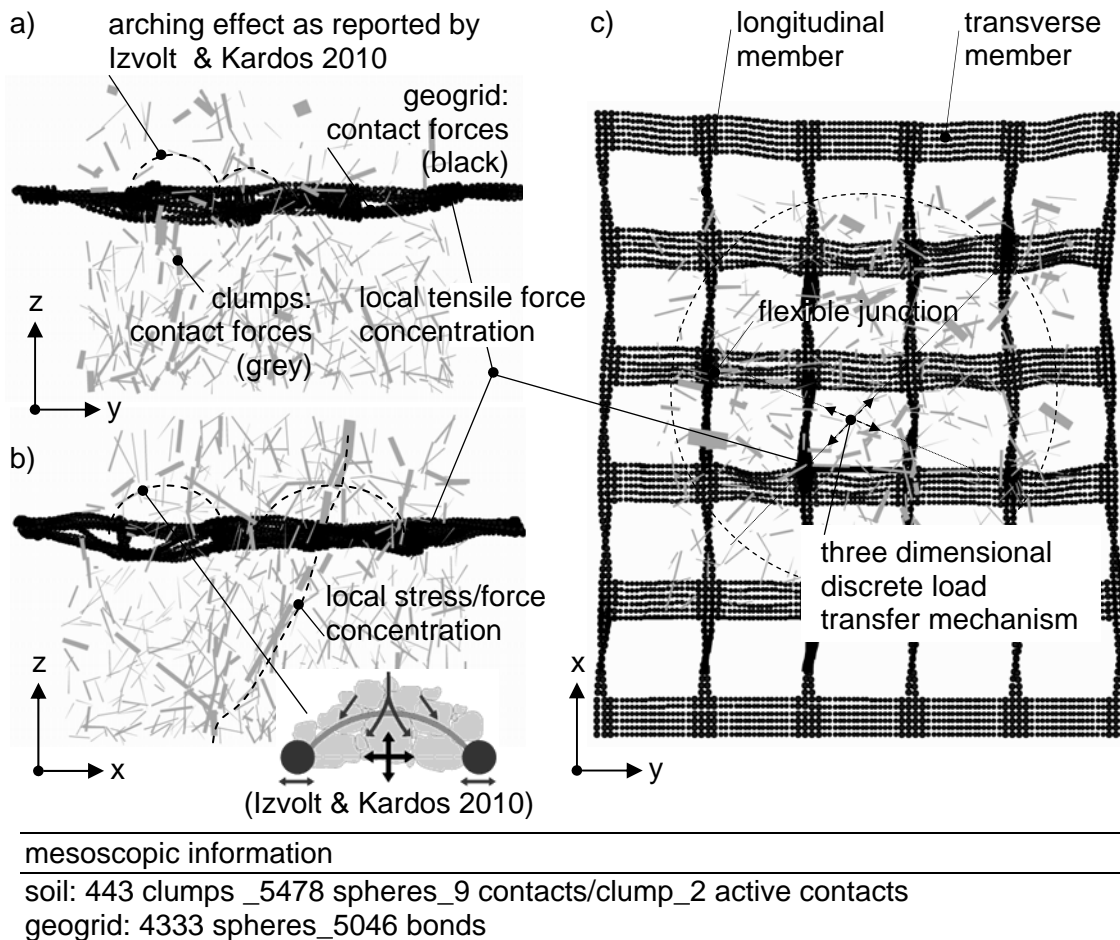 a)
arching effect as reported by
Izvolt & Kardos 2010
geogrid:
contact forces
(black)
clumps:
contact forces
(grey)
local tensile force
concentration
z
y
b)
local stress/force
concentration
z
x
(Izvolt & Kardos 2010)
c)
longitudinal
member
transverse
member
flexible junction
three dimensional
discrete load
transfer mechanism
x
y
mesoscopic information
soil: 443 clumps _5478 spheres_9 contacts/clump_2 active contacts
geogrid: 4333 spheres_5046 bonds